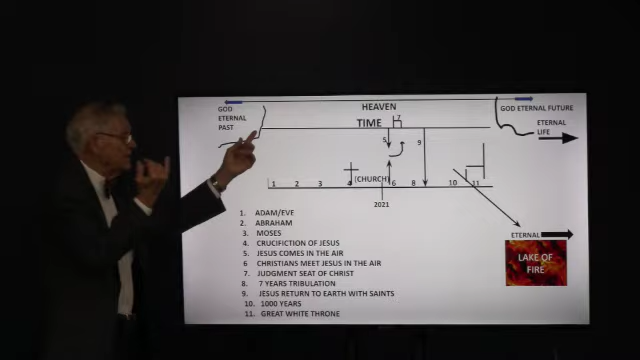 GOD
ETERNAL
PAST
HEAVEN
GOD ETERNAL FUTURE
TIME 7
ETERNAL
LIFE
5 9
(CHURCH)
1 2 3 4 6 8 10 11
2021
1. ADAM/EVE
2. ABRAHAM
3. MOSES
4. CRUCIFICTION OF JESUS
5. JESUS COMES IN THE AIR
6 CHRISTIANS MEET JESUS IN THE AIR
7. JUDGMENT SEAT OF CHRIST
8. 7 YEARS TRIBULATION
9. JESUS RETURN TO EARTH WITH SAINTS
10. 1000 YEARS
11. GREAT WHITE THRONE
ETERNAL
LAKE OF
FIRE